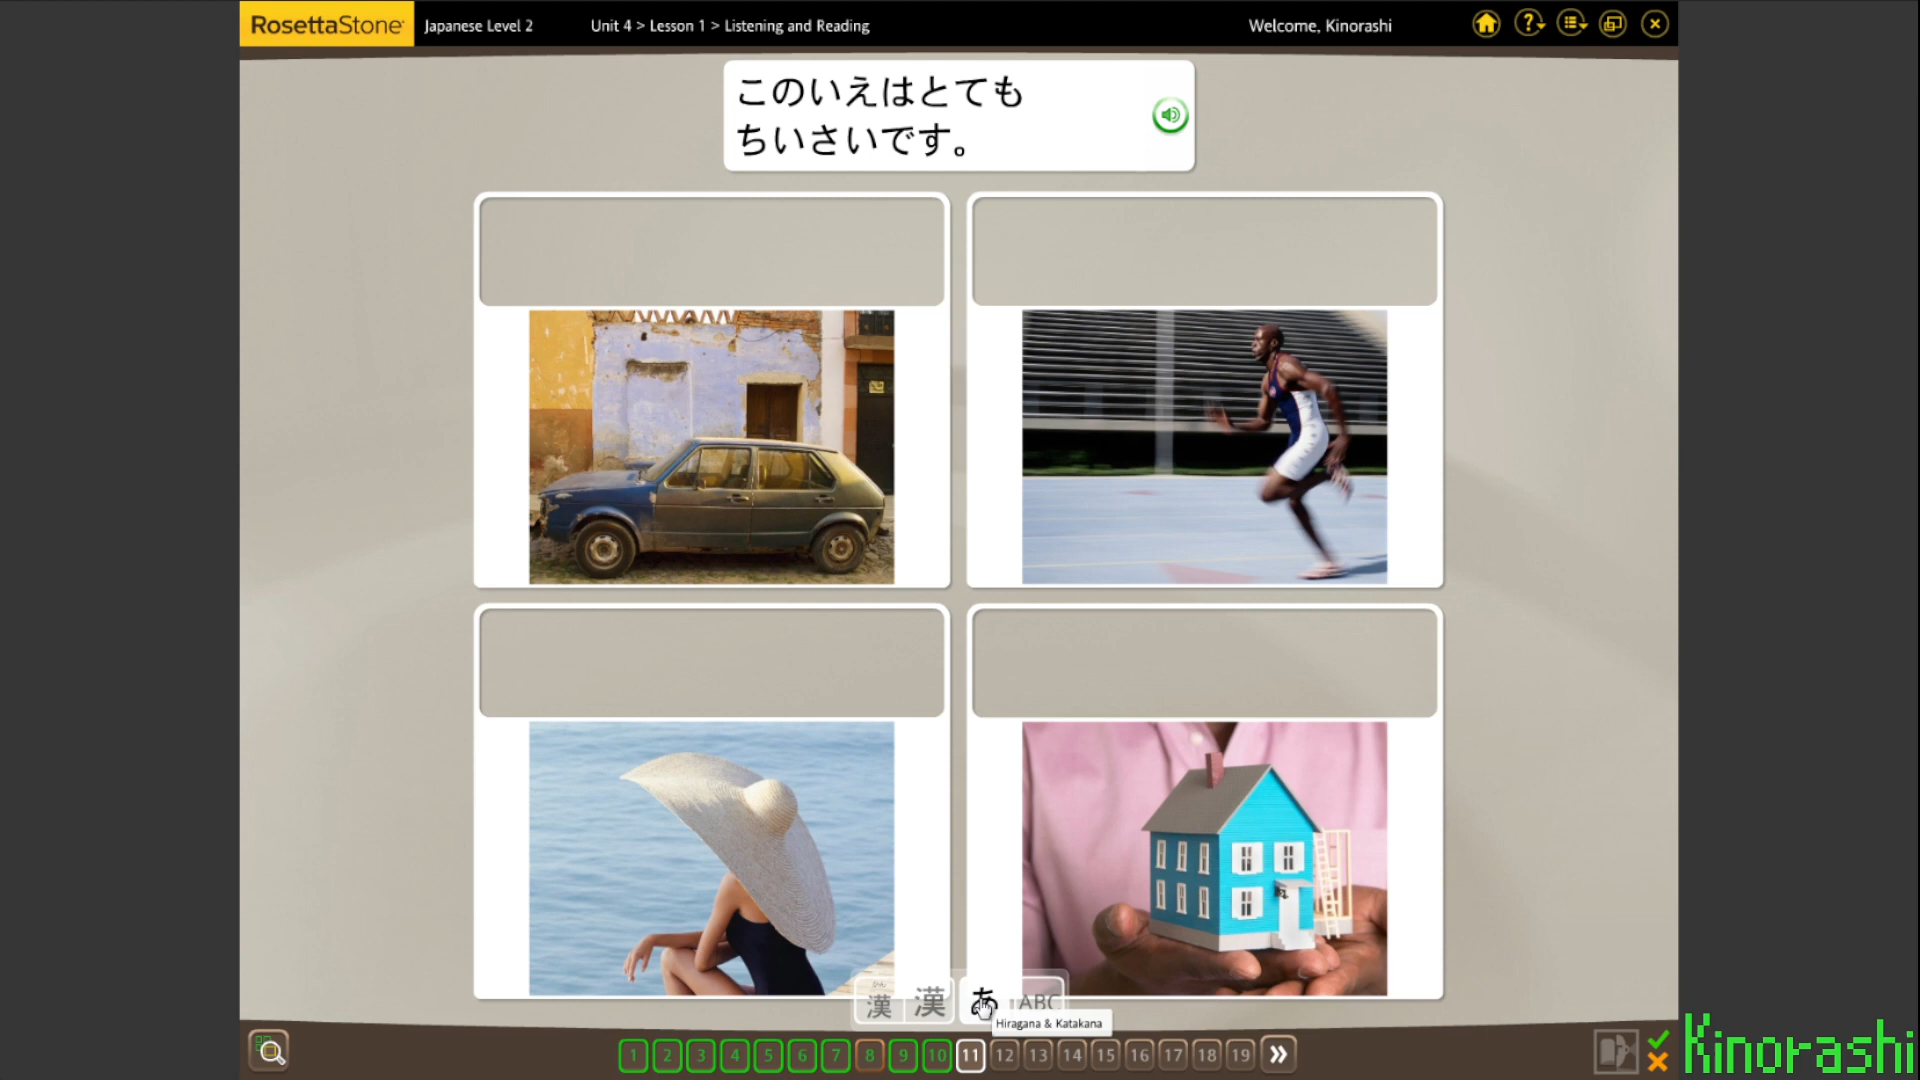 RosettaStone
Japanese Level 2
Unit 4 > Lesson 1 > Listening and Reading
Welcome, Kinorashi
このいえはとても
ちいさいです。
漢 漢 あ ABC
Hiragana & Katakana
1 2 3 4 5 6 7 8 9 10 11 12 13 14 15 16 17 18 19
Kinorashi